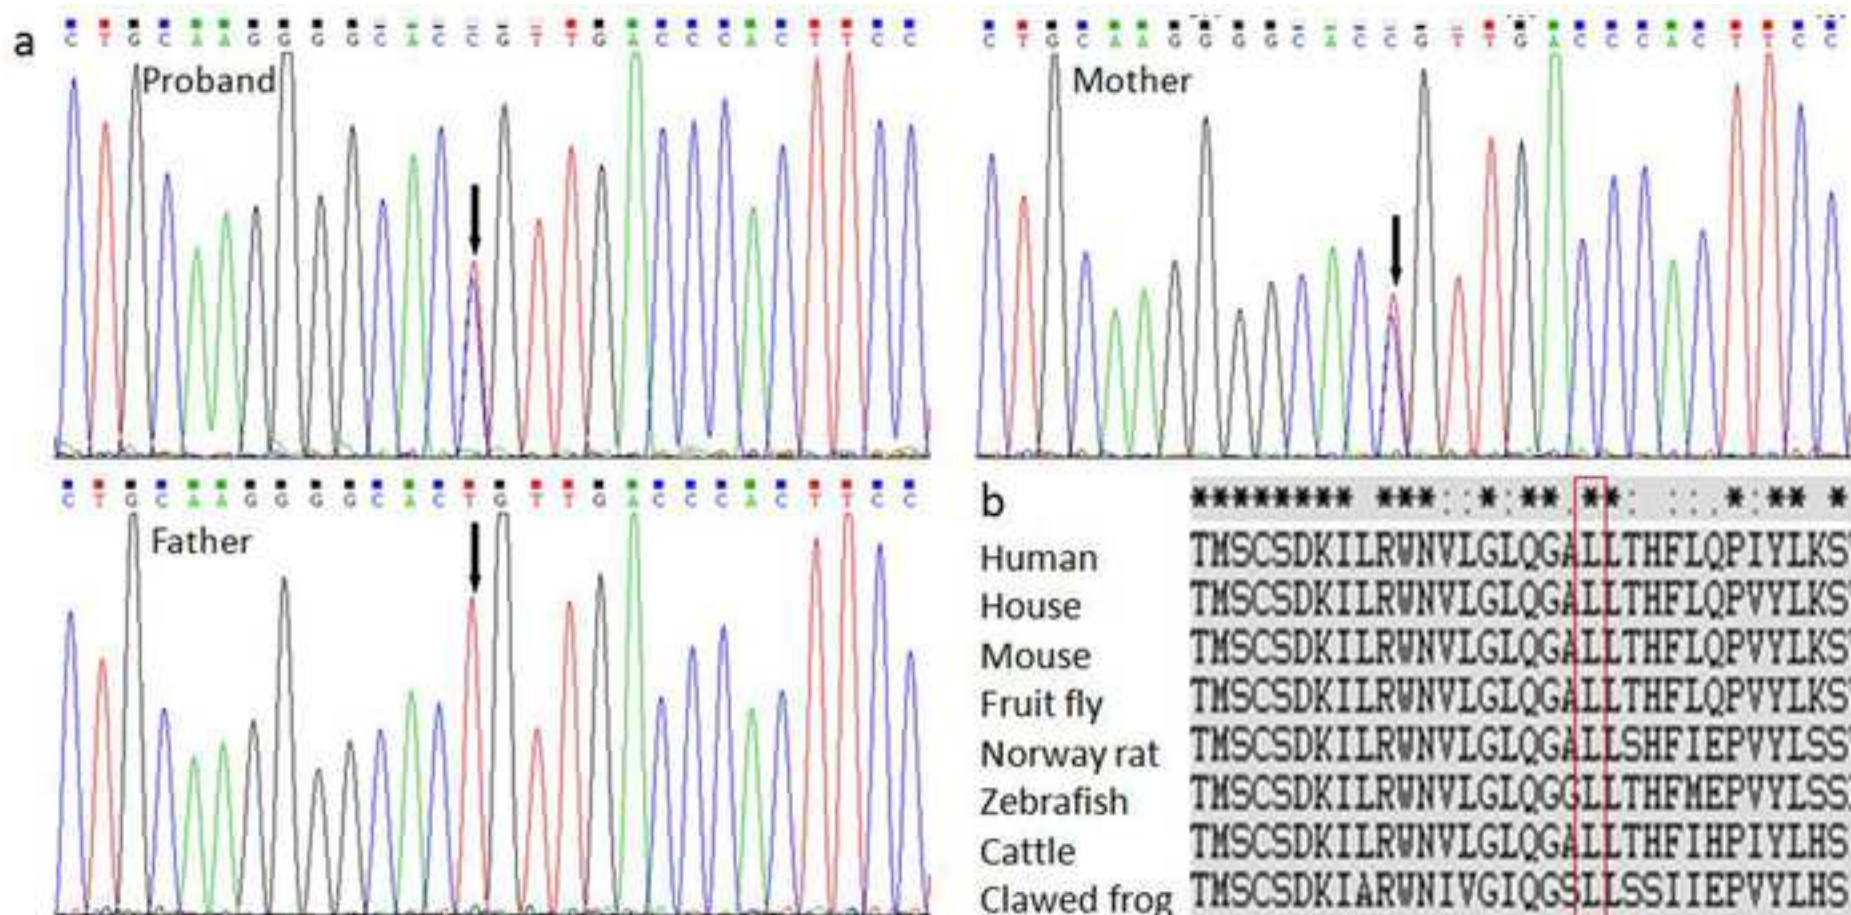 a
C T G C A A G G G G C A C C G T T G A C C C A C T T C C
Proband
C T G C A A G G G G C A C C G T T G A C C C A C T T C C
Mother
C T G C A A G G G G C A C T G T T G A C C C A C T T C C
Father
b
******** ***::*:**.**: :::*:** *
Human TMSCSDKILRWNVLGLQGALLTHFLQPIYLKS
House TMSCSDKILRWNVLGLQGALLTHFLQPVYLKS
Mouse TMSCSDKILRWNVLGLQGALLTHFLQPVYLKS
Fruit fly TMSCSDKILRWNVLGLQGALLTHFLQPVYLKS
Norway rat TMSCSDKILRWNVLGLQGALLSHFIEPVYLSS
Zebrafish TMSCSDKILRWNVLGLQGGLLTHFMEPVYLSS
Cattle TMSCSDKILRWNVLGLQGALLTHFIHPIYLHS
Clawed frog TMSCSDKIARWNIVGIQGSLLSSIIEPVYLHS